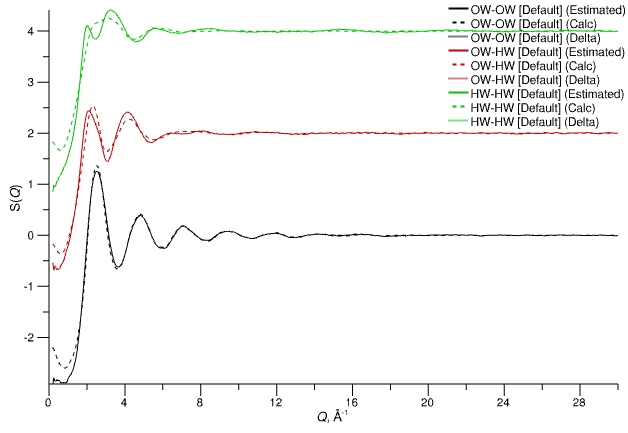 OW-OW [Default] (Estimated)
OW-OW [Default] (Calc)
OW-OW [Default] (Delta)
OW-HW [Default] (Estimated)
OW-HW [Default] (Calc)
OW-HW [Default] (Delta)
HW-HW [Default] (Estimated)
HW-HW [Default] (Calc)
HW-HW [Default] (Delta)
4
3
2
1
0
-1
-2
S(Q)
0 4 8 12 16 20 24 28
Q, Å⁻¹